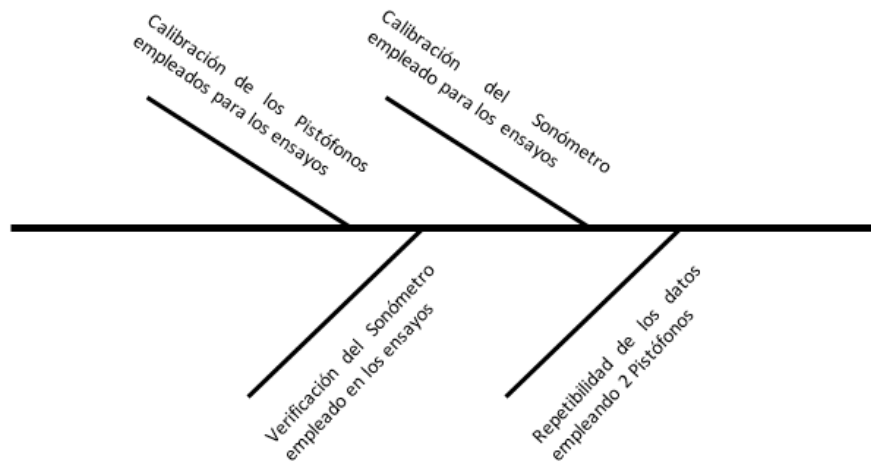 Calibración de los Pistófonos
empleados para los ensayos
Calibración del Sonómetro
empleado para los ensayos
Verificación del Sonómetro
empleado en los ensayos
Repetibilidad de los datos
empleando 2 Pistófonos